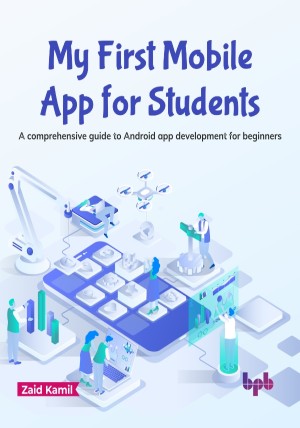 My First Mobile
App for Students
A comprehensive guide to Android app development for beginners
Zaid Kamil
bpb